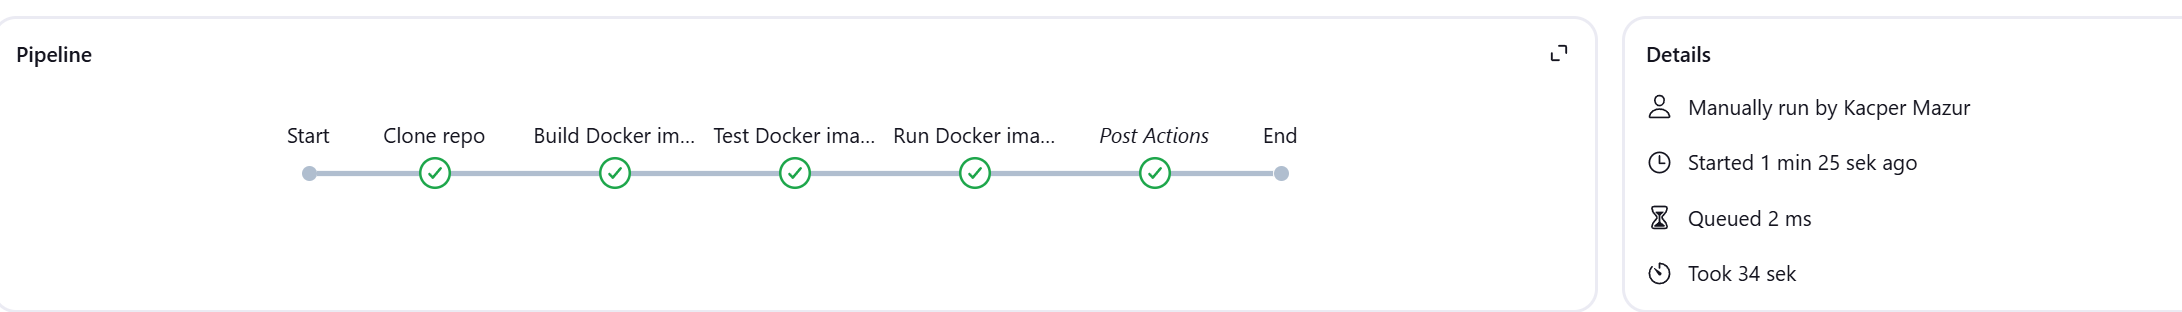 Pipeline
Start
Clone repo
Build Docker im...
Test Docker ima...
Run Docker ima...
Post Actions
End
Details
Manually run by Kacper Mazur
Started 1 min 25 sek ago
Queued 2 ms
Took 34 sek